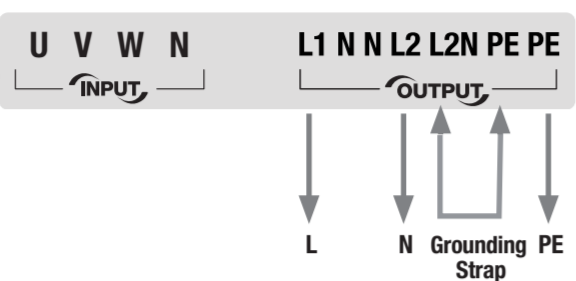 U V W N L1 N N L2 L2N PE PE
INPUT OUTPUT
L N Grounding Strap PE